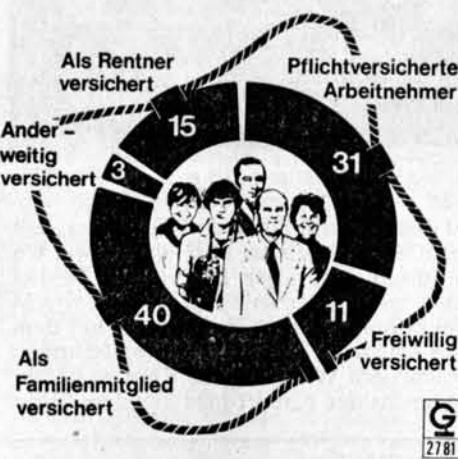 Als Rentner
versichert
Pflichtversicherte
Arbeitnehmer
Ander-
weitig
versichert
15
3
31
40
11
Als
Familienmitglied
versichert
Freiwillig
versichert
G
2781